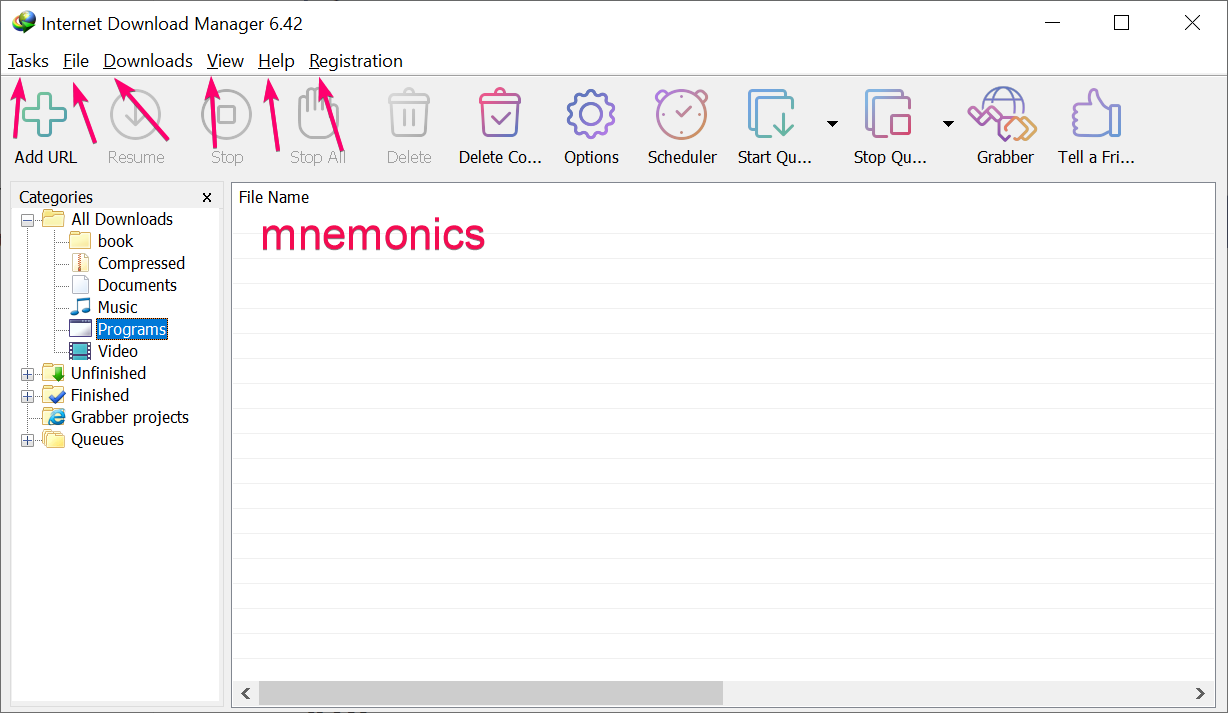 Internet Download Manager 6.42
Tasks File Downloads View Help Registration
Add URL Resume Stop Stop All Delete Delete Co... Options Scheduler Start Qu... Stop Qu... Grabber Tell a Fri...
Categories
File Name
mnemonics
All Downloads
book
Compressed
Documents
Music
Programs
Video
Unfinished
Finished
Grabber projects
Queues